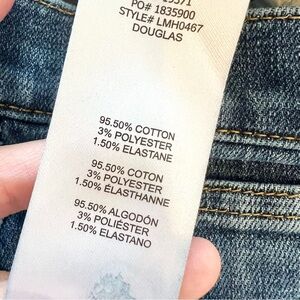 PO# 1835900
STYLE# LMH0467
DOUGLAS
95.50% COTTON
3% POLYESTER
1.50% ELASTANE
95.50% COTON
3% POLYESTER
1.50% ÉLASTHANNE
95.50% ALGODÓN
3% POLIÉSTER
1.50% ELASTANO